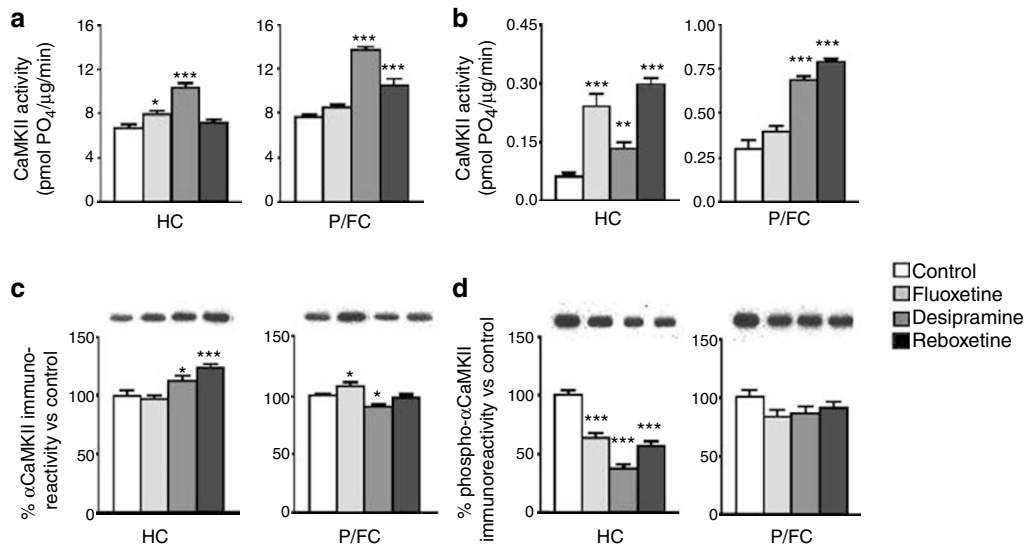 a
CaMKII activity
(pmol PO4/μg/min)
16
12
8
4
0
*
***
HC
16
12
8
4
0
***
***
P/FC
b
CaMKII activity
(pmol PO4/μg/min)
0.45
0.30
0.15
0.0
***
**
***
HC
1.00
0.75
0.50
0.25
0.0
***
***
P/FC
c
% αCaMKII immuno-
reactivity vs control
150
100
50
0
*
***
HC
150
100
50
0
*
*
P/FC
d
% phospho-αCaMKII
immunoreactivity vs control
150
100
50
0
***
***
***
HC
150
100
50
0
P/FC
Control
Fluoxetine
Desipramine
Reboxetine